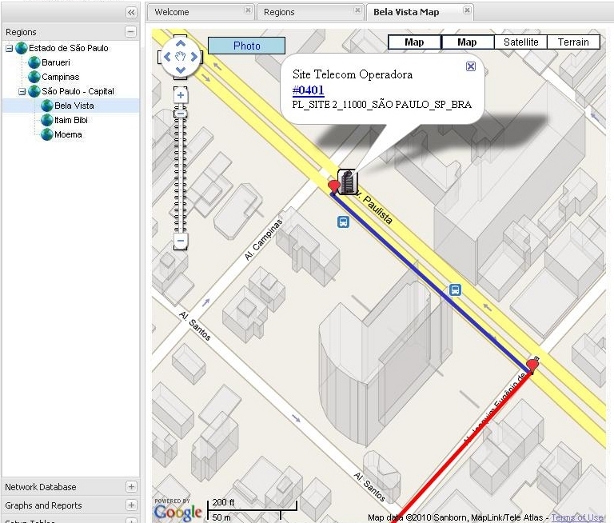 Welcome
Regions
Bela Vista Map
Regions
Estado de São Paulo
Barueri
Campinas
São Paulo - Capital
Bela Vista
Itaim Bibi
Moema
Network Database
Graphs and Reports
Photo
Map
Map
Satellite
Terrain
Site Telecom Operadora
#0401
PL_SITE 2_11000_SÃO PAULO_SP_BRA
Av. Paulista
Al. Campinas
Al. Santos
Al. Joaquim Eugênio de
Al. Santos
POWERED BY
Google
200 ft
50 m
Map data ©2010 Sanborn, MapLink/Tele Atlas - Terms of Use